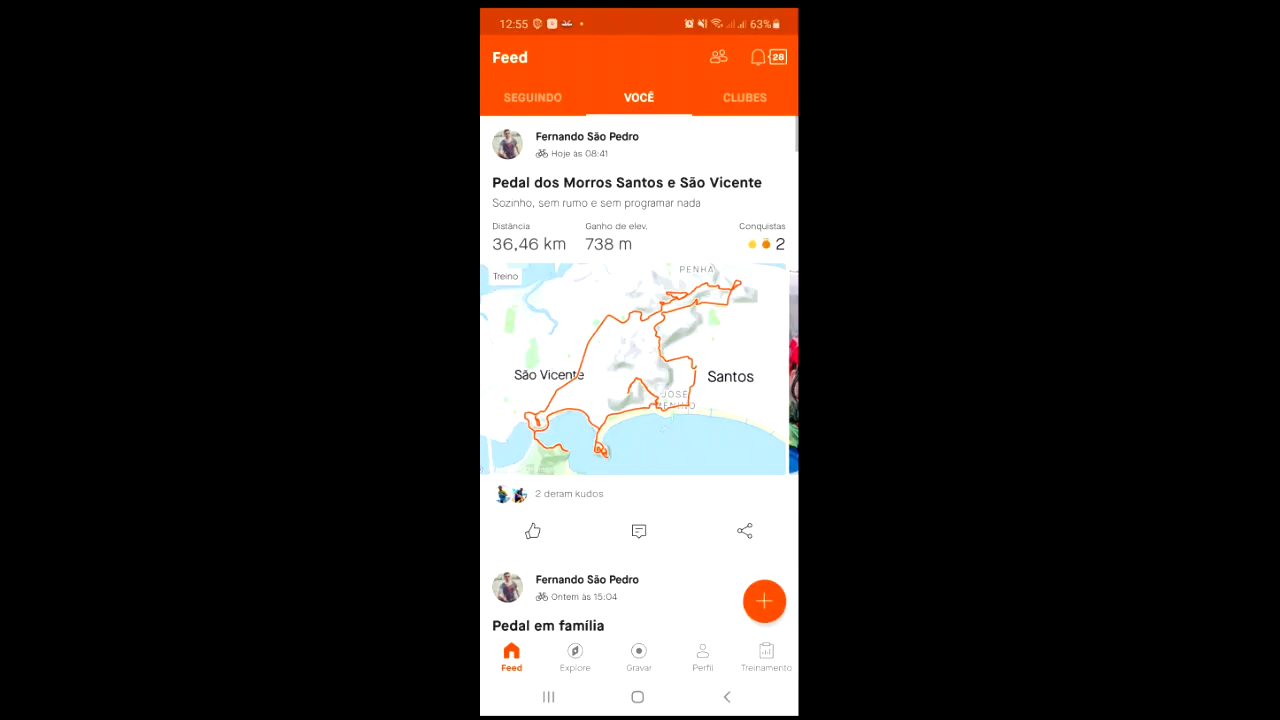 12:55 63%
Feed 28
SEGUINDO VOCÊ CLUBES
Fernando São Pedro
Hoje às 08:41
Pedal dos Morros Santos e São Vicente
Sozinho, sem rumo e sem programar nada
Distância Ganho de elev. Conquistas
36,46 km 738 m 2
PENHA
Treino
São Vicente
Santos
JOSÉ
MENINO
2 deram kudos
Fernando São Pedro
Ontem às 15:04
Pedal em família
Feed Explore Gravar Perfil Treinamento